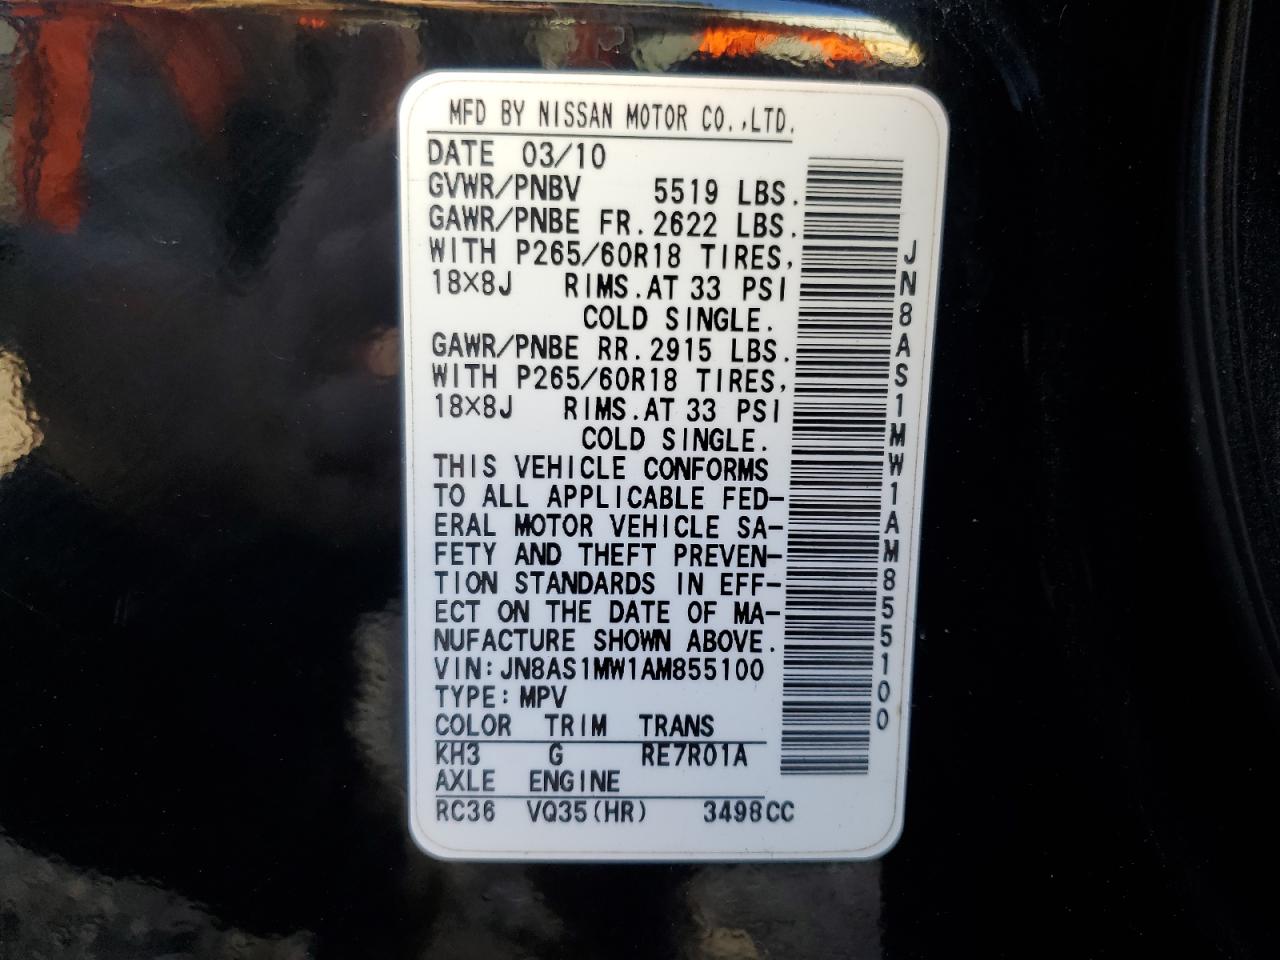 MFD BY NISSAN MOTOR CO.,LTD.
DATE 03/10
GVWR/PNBV 5519 LBS.
GAWR/PNBE FR.2622 LBS.
WITH P265/60R18 TIRES,
18×8J RIMS.AT 33 PSI
COLD SINGLE.
GAWR/PNBE RR.2915 LBS.
WITH P265/60R18 TIRES,
18×8J RIMS.AT 33 PSI
COLD SINGLE.
THIS VEHICLE CONFORMS
TO ALL APPLICABLE FED-
ERAL MOTOR VEHICLE SA-
FETY AND THEFT PREVEN-
TION STANDARDS IN EFF-
ECT ON THE DATE OF MA-
NUFACTURE SHOWN ABOVE.
VIN:JN8AS1MW1AM855100
TYPE:MPV
COLOR TRIM TRANS
KH3 G RE7R01A
AXLE ENGINE
RC36 VQ35(HR) 3498CC
JN8AS1MW1AM855100